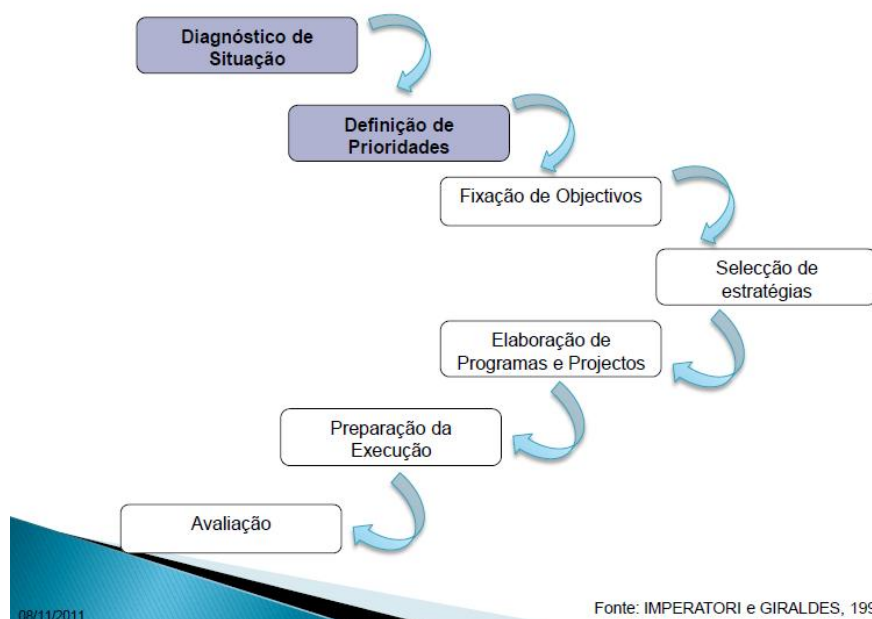 Diagnóstico de
Situação
Definição de
Prioridades
Fixação de Objectivos
Selecção de
estratégias
Elaboração de
Programas e Projectos
Preparação da
Execução
Avaliação
08/11/2011
Fonte: IMPERATORI e GIRALDES, 199